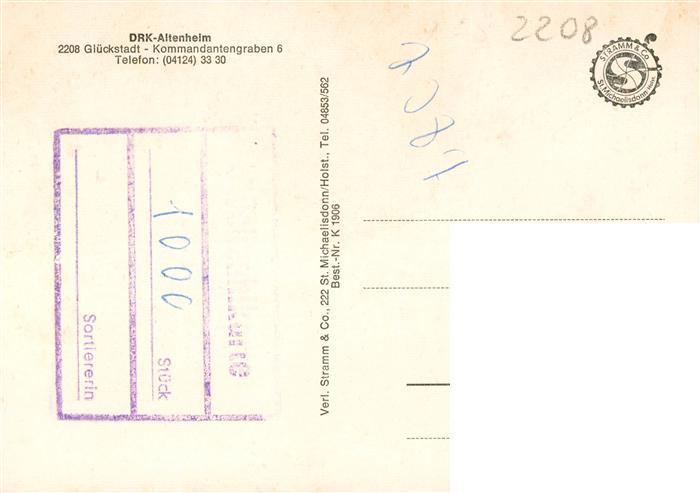 DRK-Altenheim
2208 Glückstadt - Kommandantengraben 6
Telefon: (04124) 33 30
2208
STRAMM & Co
St. Michaelisdonn/Holst.
Verl. Stramm & Co., 222 St. Michaelisdonn/Holst., Tel. 04853/562
Best.-Nr. K 1906
1000
Stück
Sortiererin